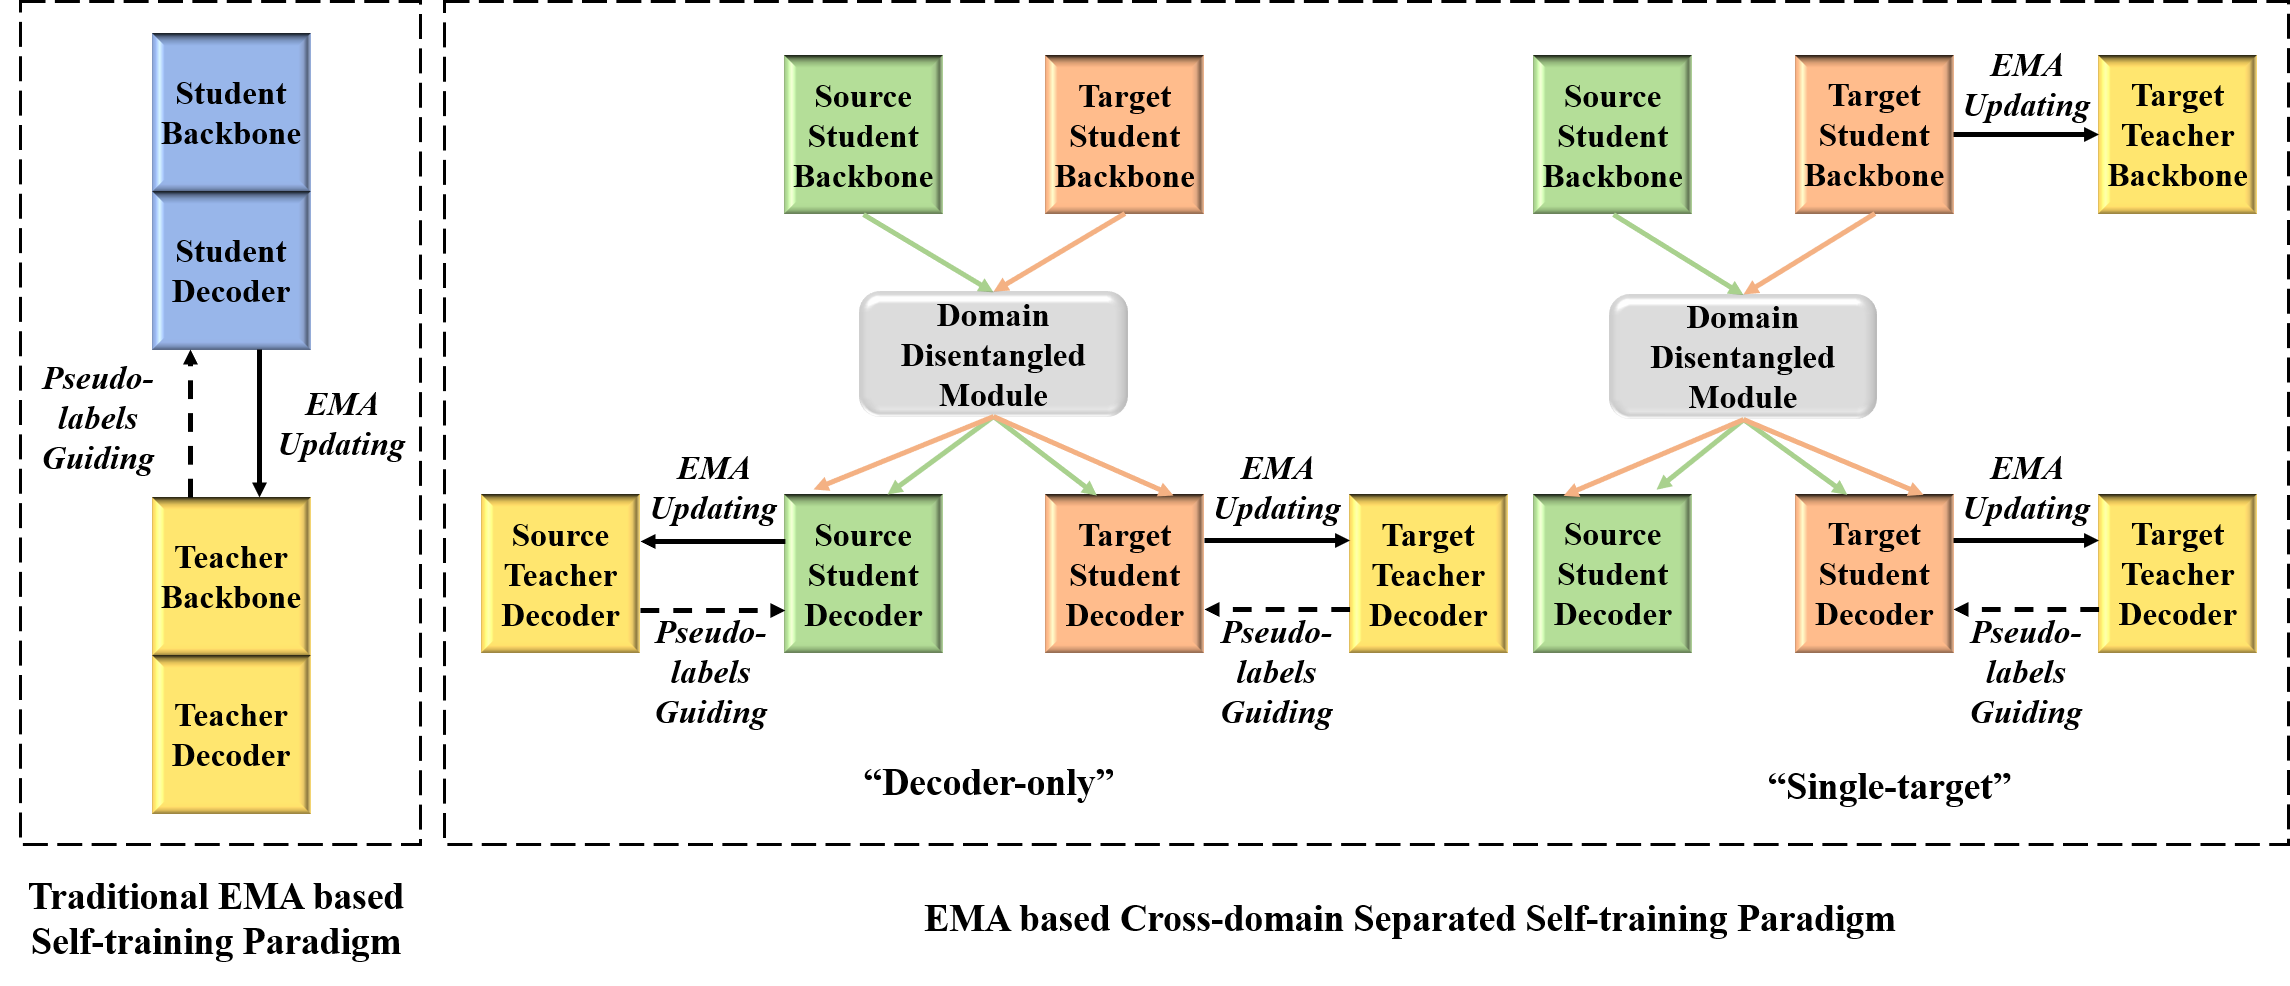 Student
Backbone
Student
Decoder
Pseudo-
labels
Guiding
EMA
Updating
Teacher
Backbone
Teacher
Decoder
Traditional EMA based
Self-training Paradigm
Source
Student
Backbone
Target
Student
Backbone
Domain
Disentangled
Module
EMA
Updating
EMA
Updating
Source
Teacher
Decoder
Source
Student
Decoder
Target
Student
Decoder
Target
Teacher
Decoder
Pseudo-
labels
Guiding
Pseudo-
labels
Guiding
“Decoder-only”
Source
Student
Backbone
Target
Student
Backbone
EMA
Updating
Target
Teacher
Backbone
Domain
Disentangled
Module
EMA
Updating
Source
Student
Decoder
Target
Student
Decoder
Target
Teacher
Decoder
Pseudo-
labels
Guiding
“Single-target”
EMA based Cross-domain Separated Self-training Paradigm